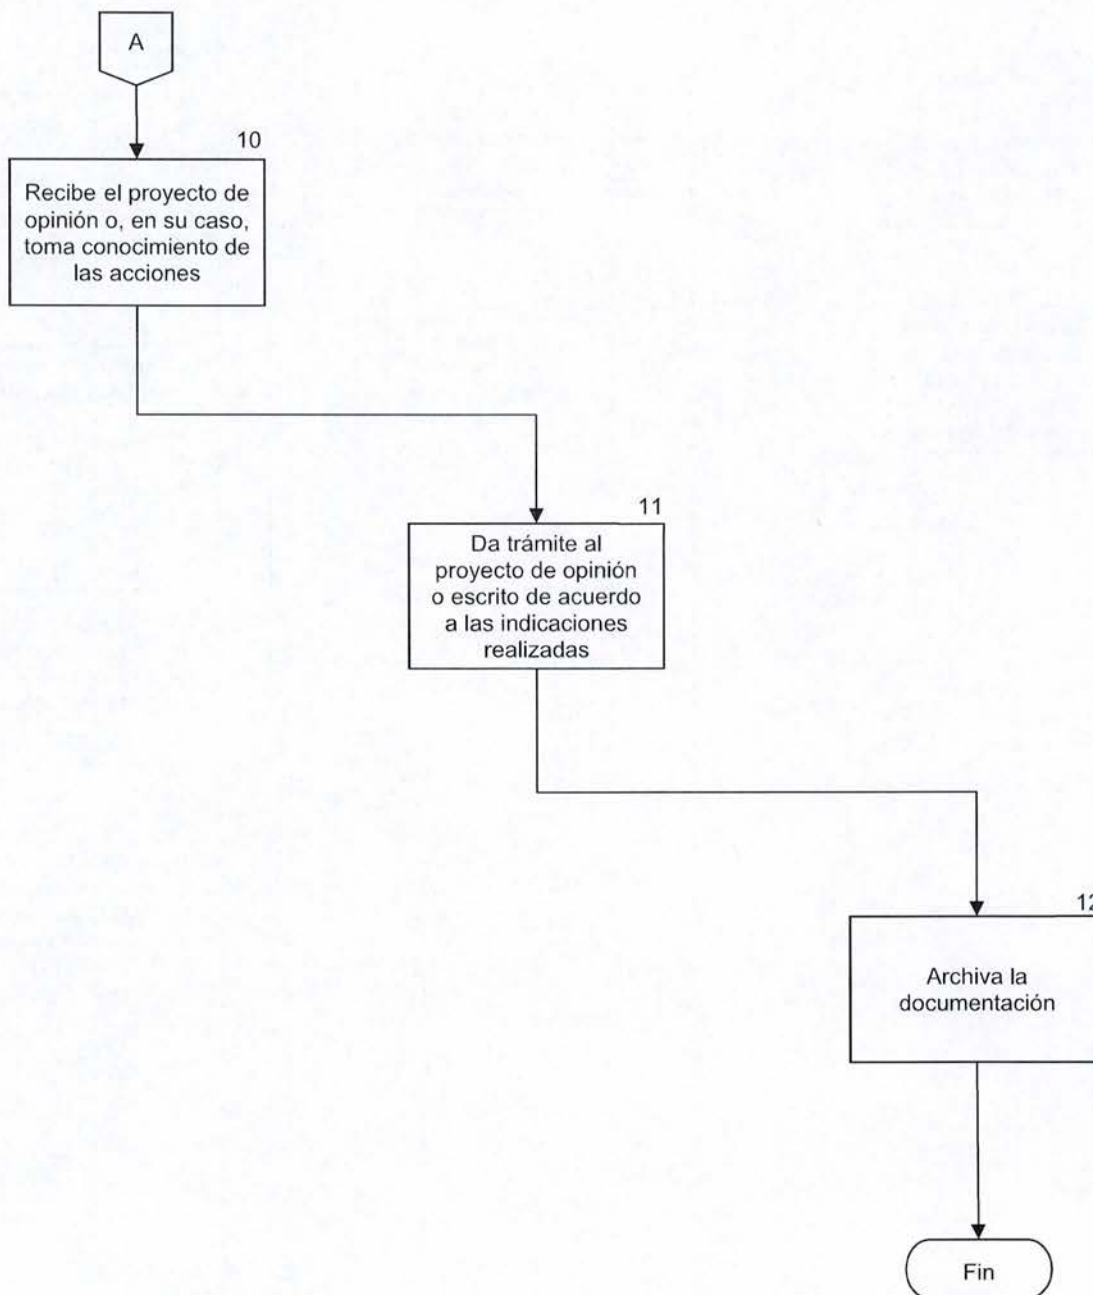 A
10
Recibe el proyecto de
opinión o, en su caso,
toma conocimiento de
las acciones
11
Da trámite al
proyecto de opinión
o escrito de acuerdo
a las indicaciones
realizadas
12
Archiva la
documentación
Fin